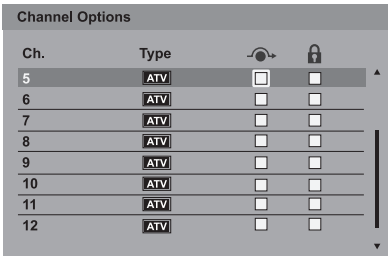 Channel Options
Ch. Type
5 ATV
6 ATV
7 ATV
8 ATV
9 ATV
10 ATV
11 ATV
12 ATV